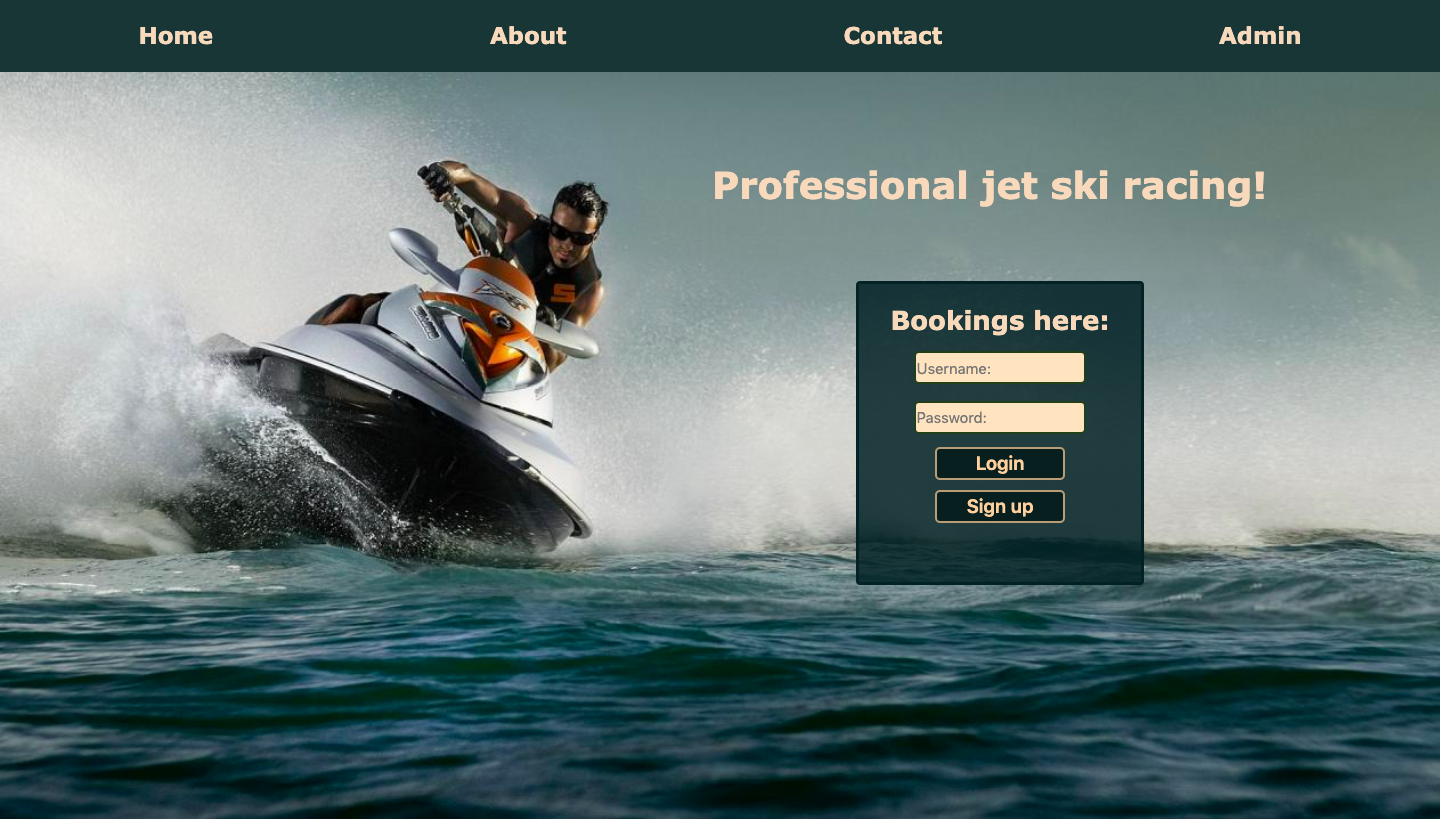 Home About Contact Admin
Professional jet ski racing!
Bookings here:
Username:
Password:
Login
Sign up